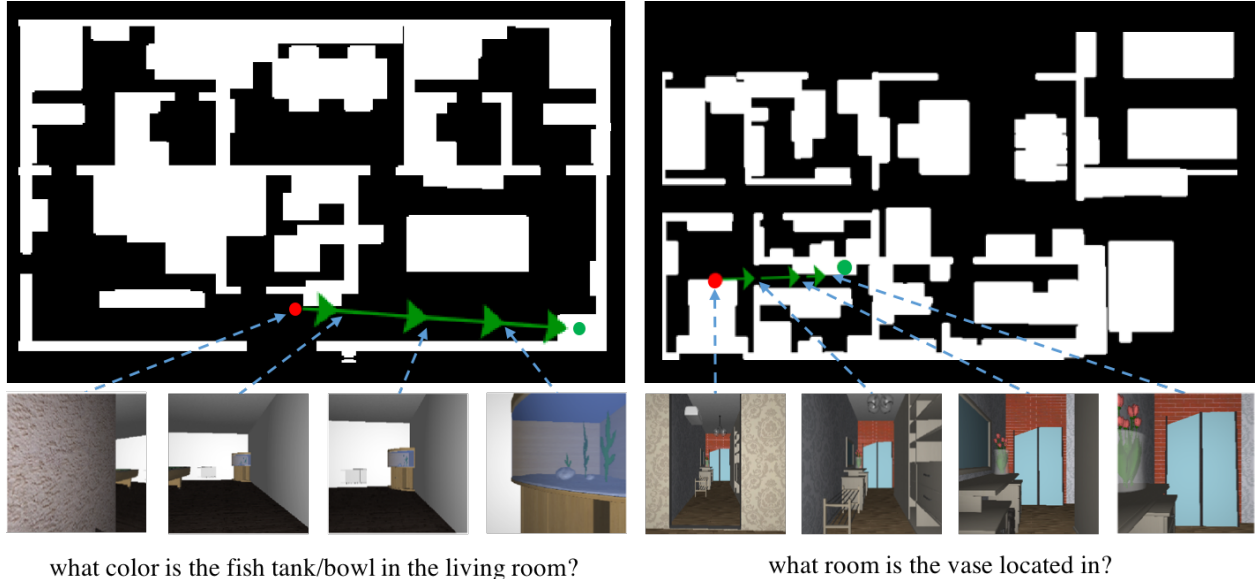 what color is the fish tank/bowl in the living room?
what room is the vase located in?